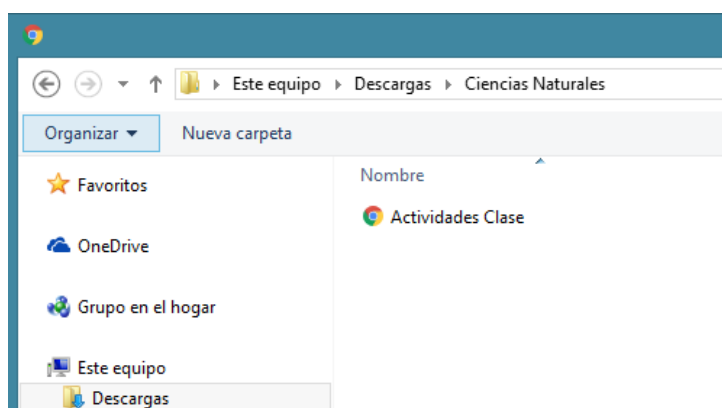 Este equipo Descargas Ciencias Naturales
Organizar Nueva carpeta
Favoritos
OneDrive
Grupo en el hogar
Este equipo
Descargas
Nombre
Actividades Clase